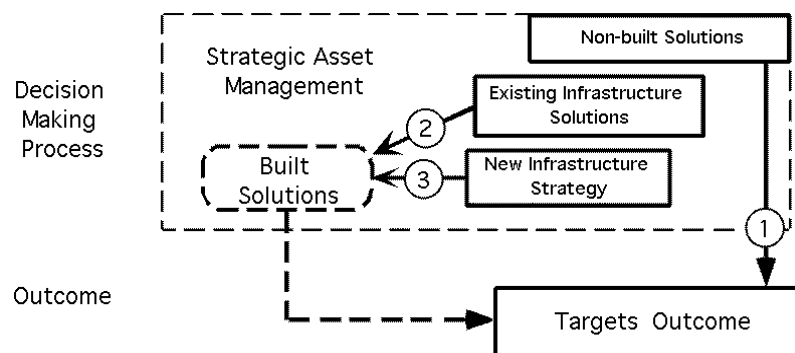 Non-built Solutions
Strategic Asset
Management
Decision
Making
Process
Existing Infrastructure
Solutions
2
Built
Solutions
3
New Infrastructure
Strategy
1
Outcome
Targets Outcome